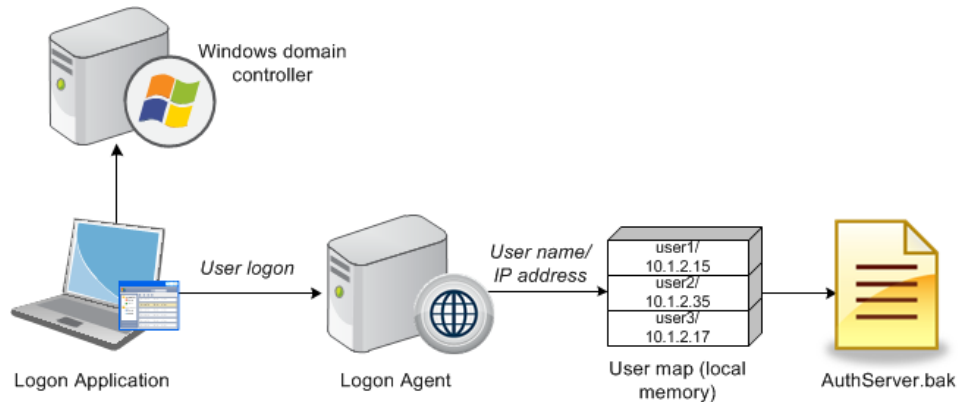 Windows domain
controller
User logon
User name/
IP address
user1/
10.1.2.15
user2/
10.1.2.35
user3/
10.1.2.17
Logon Application
Logon Agent
User map (local
memory)
AuthServer.bak